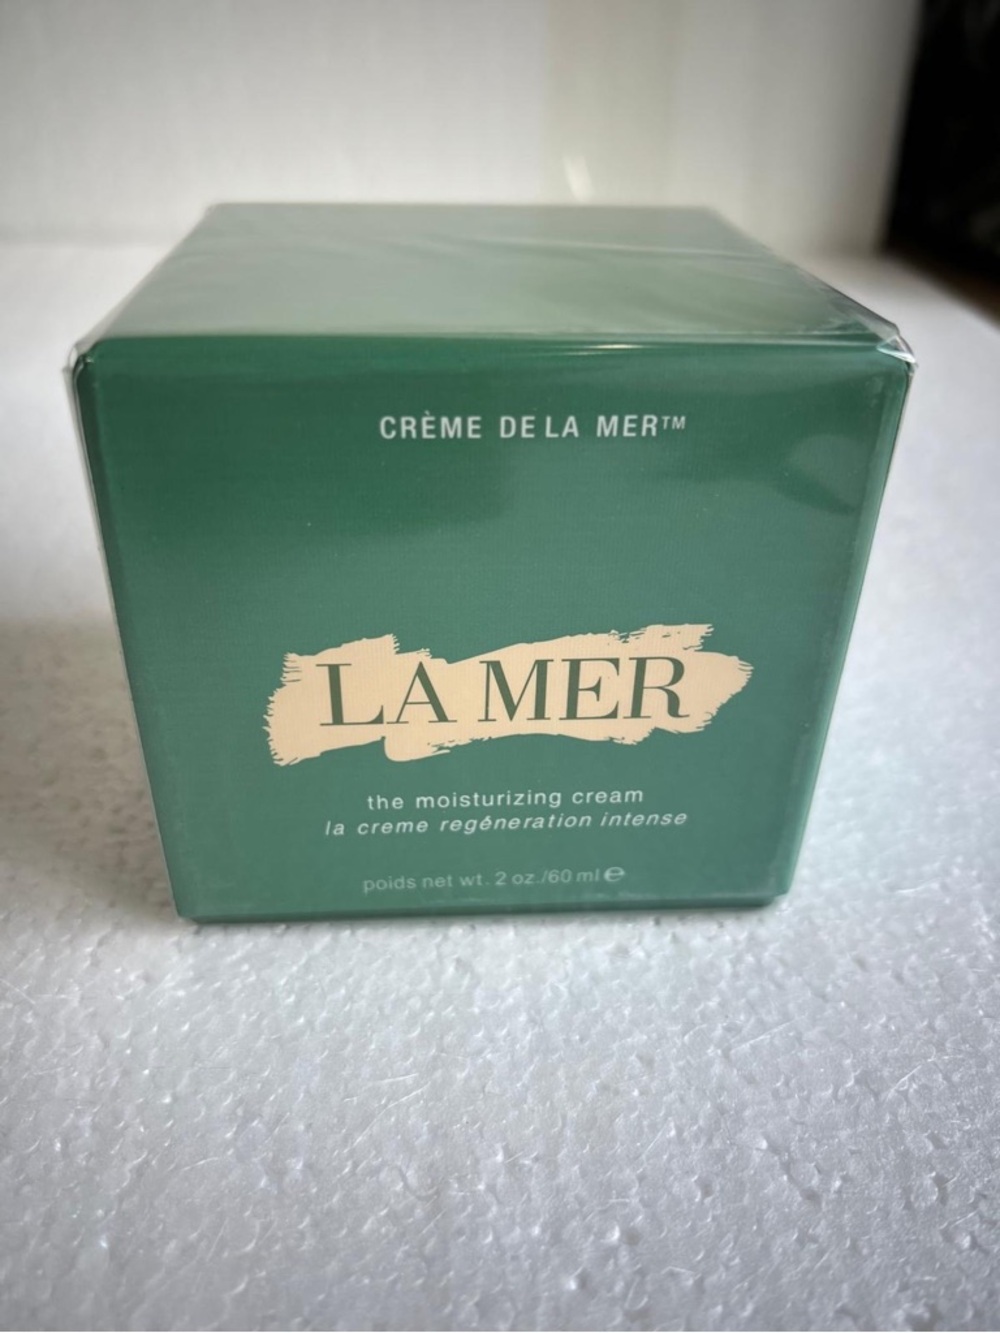 CRÈME DE LA MER™
LA MER
the moisturizing cream
la creme regéneration intense
poids net wt. 2 oz./60 ml ℮